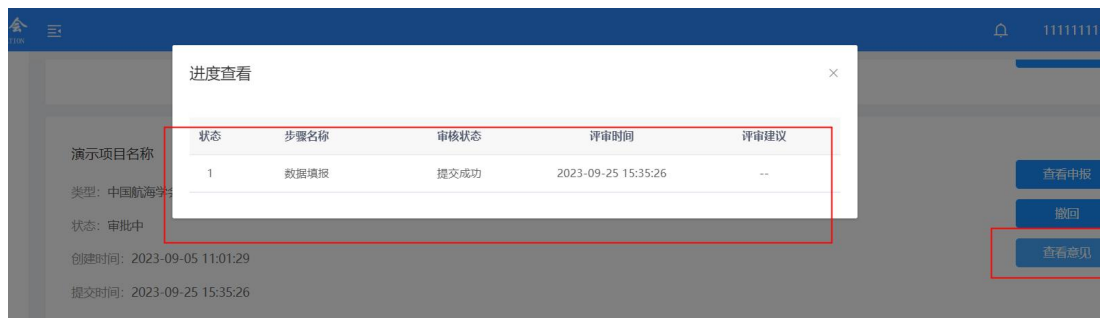 会
11111111
进度查看
状态 步骤名称 审核状态 评审时间 评审建议
1 数据填报 提交成功 2023-09-25 15:35:26 --
演示项目名称
类型：中国航海学
状态：审批中
创建时间：2023-09-05 11:01:29
提交时间：2023-09-25 15:35:26
查看申报
撤回
查看意见